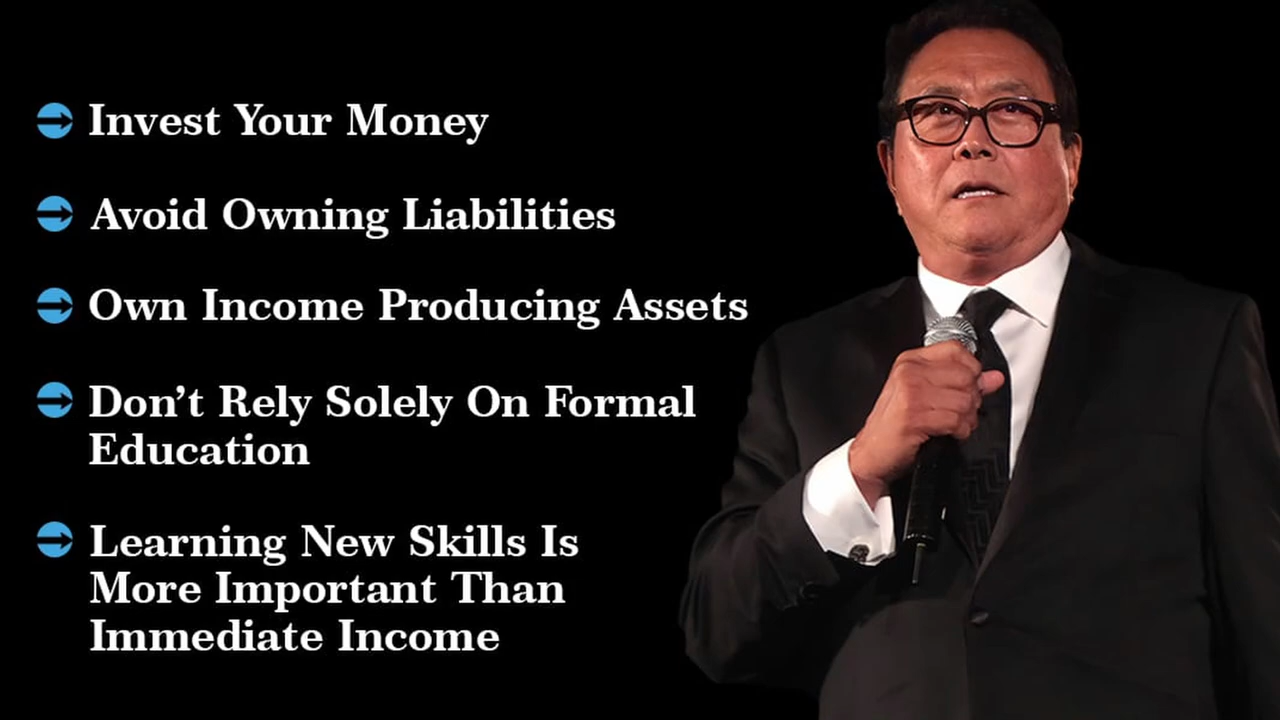 Invest Your Money
Avoid Owning Liabilities
Own Income Producing Assets
Don’t Rely Solely On Formal
Education
Learning New Skills Is
More Important Than
Immediate Income